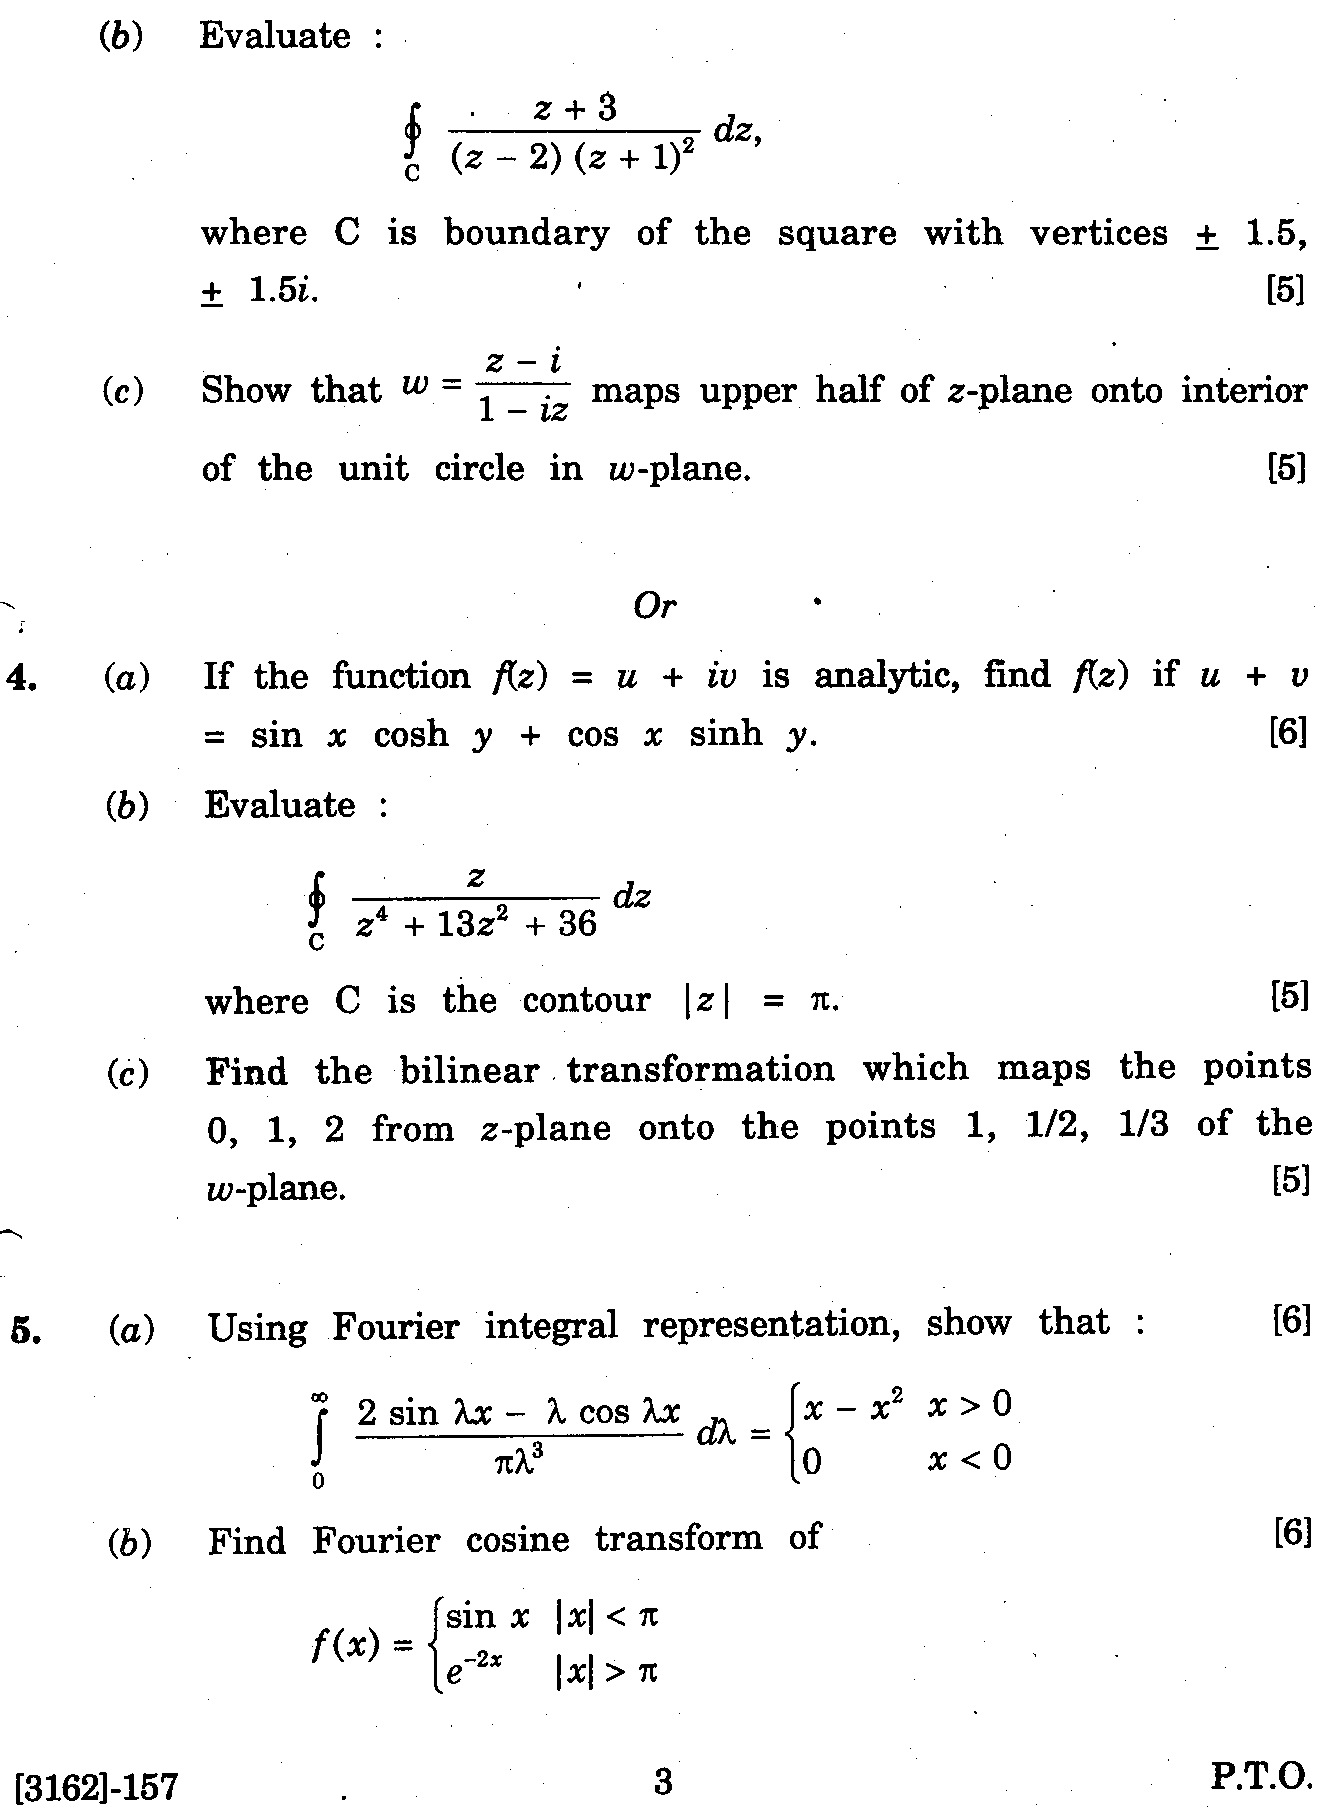 (b) Evaluate :
∮_C (z + 3)/((z – 2) (z + 1)²) dz,
where C is boundary of the square with vertices ± 1.5,
± 1.5i. [5]
(c) Show that w = (z – i)/(1 – iz) maps upper half of z-plane onto interior
of the unit circle in w-plane. [5]
Or
4. (a) If the function f(z) = u + iv is analytic, find f(z) if u + v
= sin x cosh y + cos x sinh y. [6]
(b) Evaluate :
∮_C z/(z⁴ + 13z² + 36) dz
where C is the contour |z| = π. [5]
(c) Find the bilinear transformation which maps the points
0, 1, 2 from z-plane onto the points 1, 1/2, 1/3 of the
w-plane. [5]
5. (a) Using Fourier integral representation, show that : [6]
∫_0^∞ (2 sin λx – λ cos λx)/(πλ³) dλ = { x – x² x > 0
0 x < 0
(b) Find Fourier cosine transform of [6]
f(x) = { sin x |x| < π
e^(–2x) |x| > π
[3162]-157 3 P.T.O.